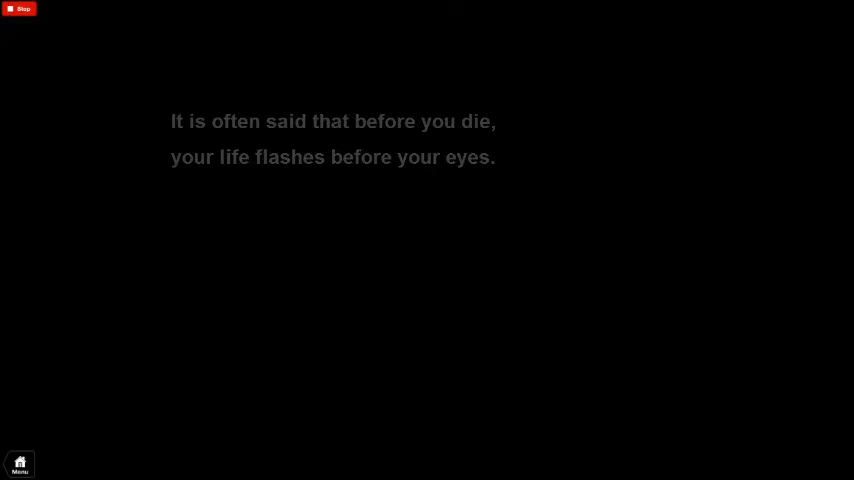 Stop
It is often said that before you die,
your life flashes before your eyes.
Menu